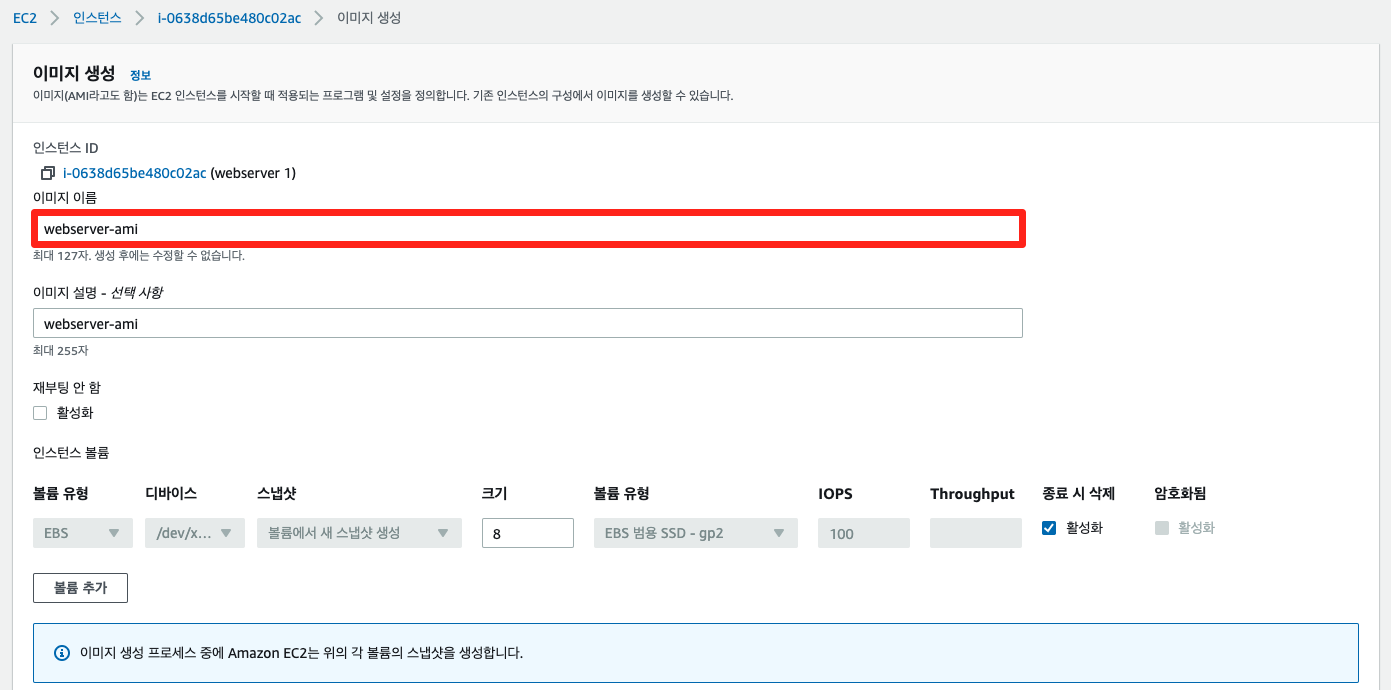 EC2 > 인스턴스 > i-0638d65be480c02ac > 이미지 생성
이미지 생성 정보
이미지(AMI라고도 함)는 EC2 인스턴스를 시작할 때 적용되는 프로그램 및 설정을 정의합니다. 기존 인스턴스의 구성에서 이미지를 생성할 수 있습니다.
인스턴스 ID
i-0638d65be480c02ac (webserver 1)
이미지 이름
webserver-ami
최대 127자. 생성 후에는 수정할 수 없습니다.
이미지 설명 - 선택 사항
webserver-ami
최대 255자
재부팅 안 함
활성화
인스턴스 볼륨
볼륨 유형 디바이스 스냅샷 크기 볼륨 유형 IOPS Throughput 종료 시 삭제 암호화됨
EBS /dev/x... 볼륨에서 새 스냅샷 생성 8 EBS 범용 SSD - gp2 100 활성화 활성화
볼륨 추가
이미지 생성 프로세스 중에 Amazon EC2는 위의 각 볼륨의 스냅샷을 생성합니다.